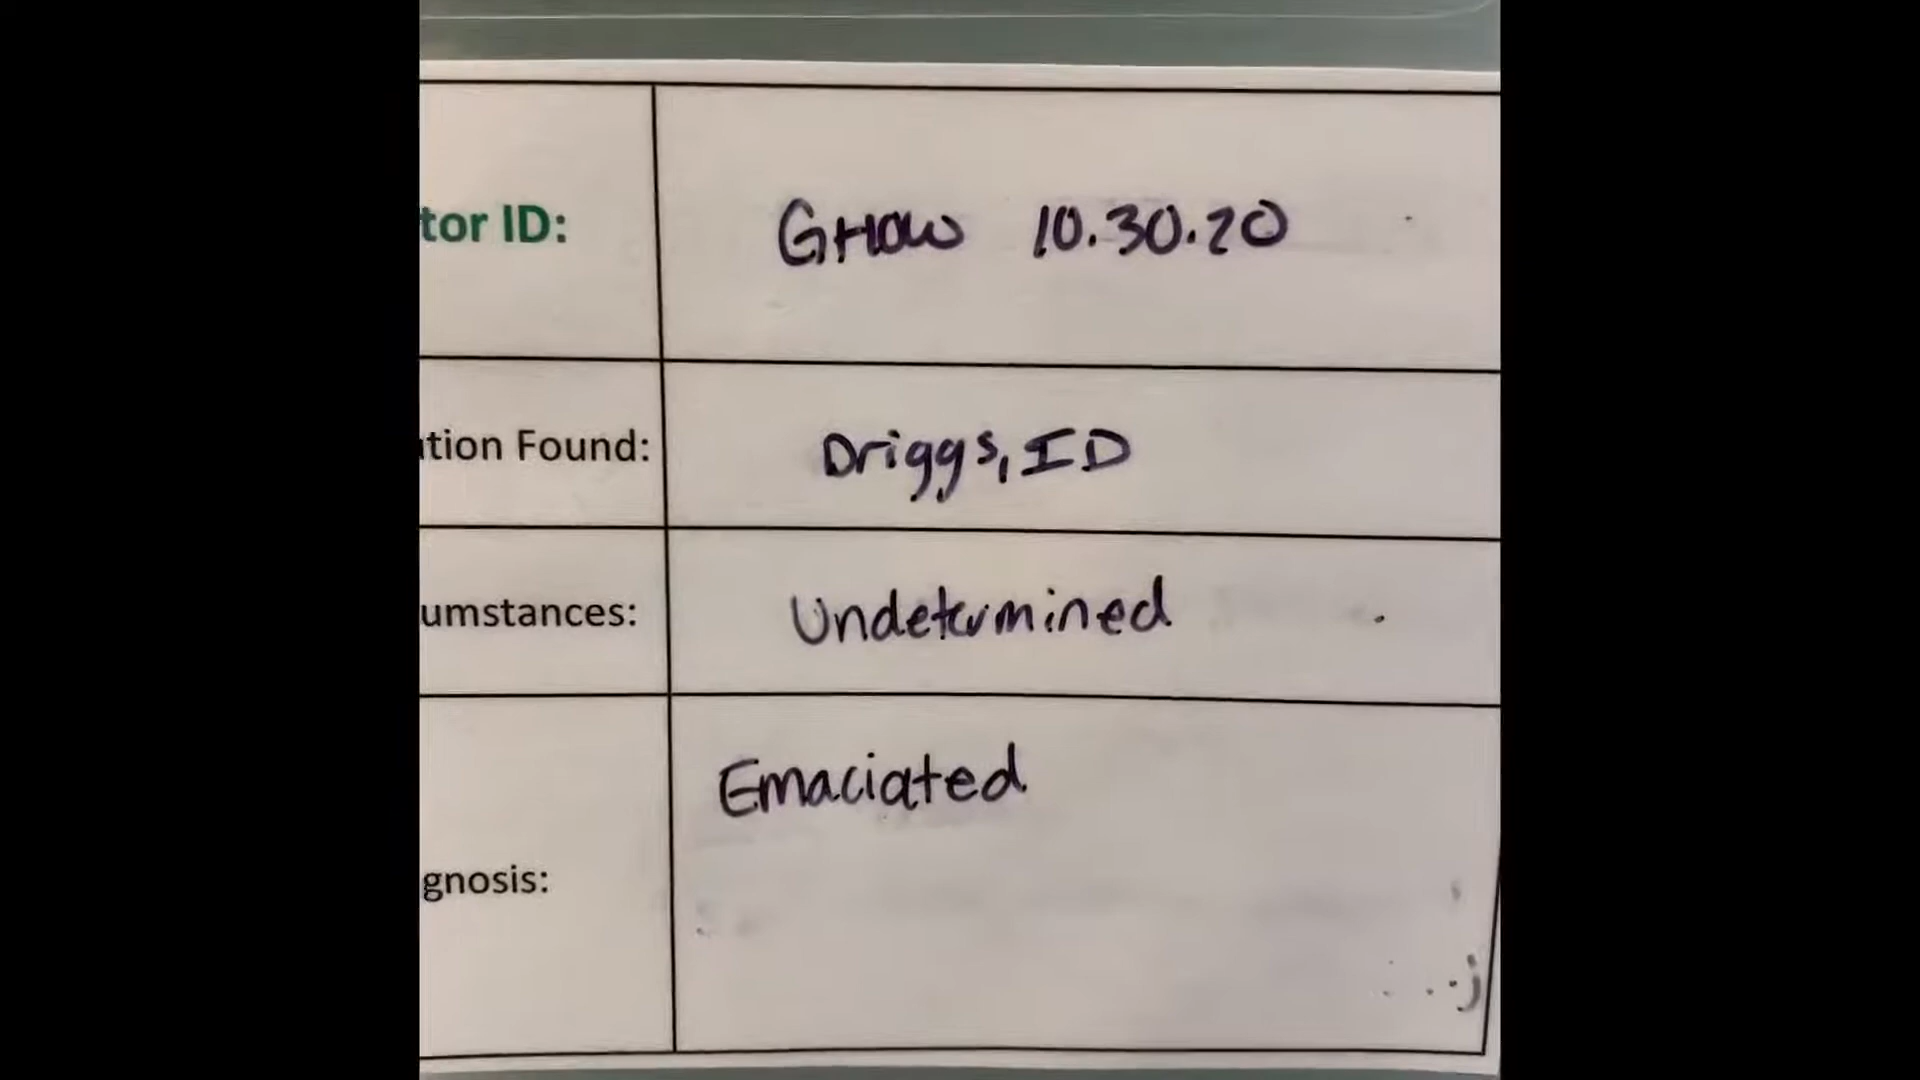 tor ID: GHOW 10.30.20
tion Found: Driggs, ID
umstances: Undetermined
gnosis: Emaciated